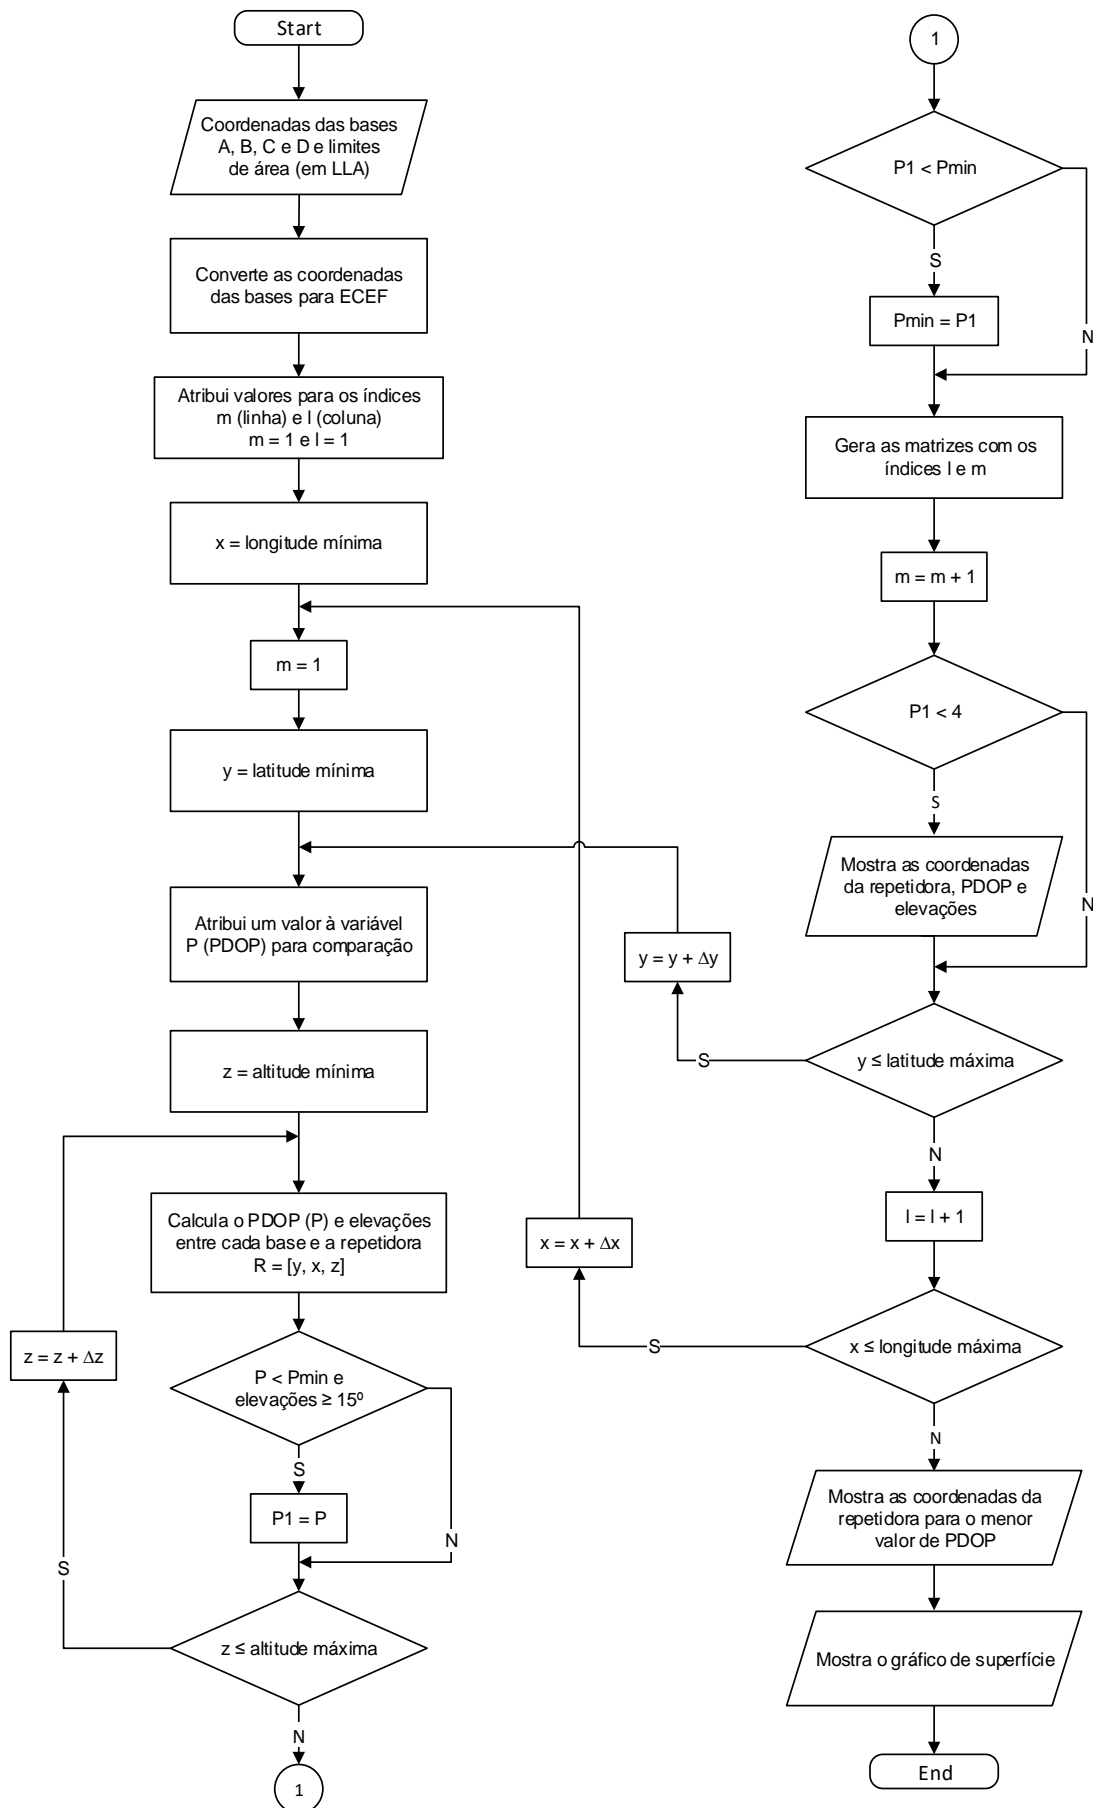 Start
Coordenadas das bases
A, B, C e D e limites
de área (em LLA)
Converte as coordenadas
das bases para ECEF
Atribui valores para os índices
m (linha) e l (coluna)
m = 1 e l = 1
x = longitude mínima
m = 1
y = latitude mínima
Atribui um valor à variável
P (PDOP) para comparação
z = altitude mínima
Calcula o PDOP (P) e elevações
entre cada base e a repetidora
R = [y, x, z]
z = z + Δz
P < Pmin e
elevações ≥ 15º
S
P1 = P
N
S
z ≤ altitude máxima
N
1
1
P1 < Pmin
S
Pmin = P1
N
Gera as matrizes com os
índices l e m
m = m + 1
P1 < 4
S
Mostra as coordenadas
da repetidora, PDOP e
elevações
N
y = y + Δy
S
y ≤ latitude máxima
N
l = l + 1
x = x + Δx
S
x ≤ longitude máxima
N
Mostra as coordenadas da
repetidora para o menor
valor de PDOP
Mostra o gráfico de superfície
End